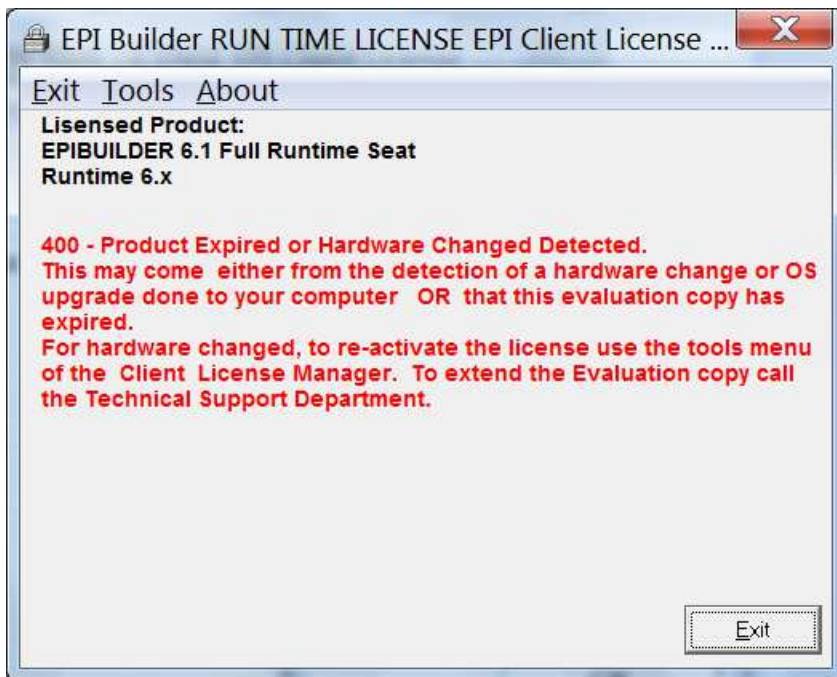 EPI Builder RUN TIME LICENSE EPI Client License ...
Exit Tools About
Lisensed Product:
EPIBUILDER 6.1 Full Runtime Seat
Runtime 6.x
400 - Product Expired or Hardware Changed Detected.
This may come either from the detection of a hardware change or OS
upgrade done to your computer OR that this evaluation copy has
expired.
For hardware changed, to re-activate the license use the tools menu
of the Client License Manager. To extend the Evaluation copy call
the Technical Support Department.
Exit